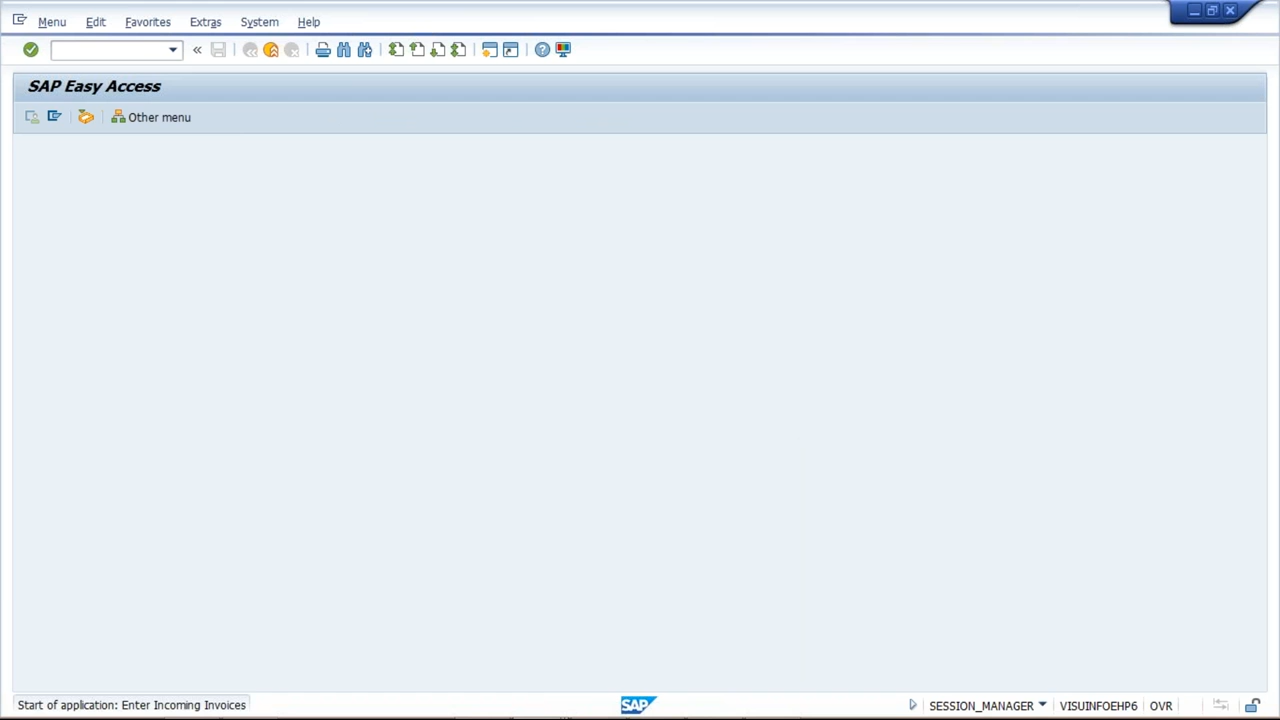 Menu Edit Favorites Extras System Help
SAP Easy Access
Other menu
Start of application: Enter Incoming Invoices SAP SESSION_MANAGER VISUINFOEHP6 OVR